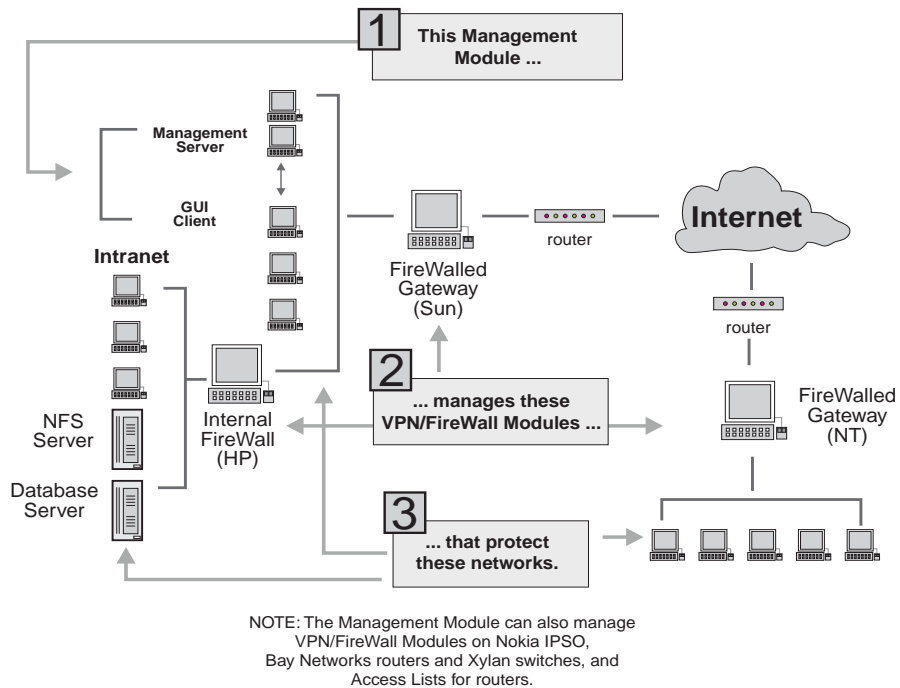 1
This Management
Module ...
Management
Server
GUI
Client
Intranet
FireWalled
Gateway
(Sun)
router
Internet
router
2
... manages these
VPN/FireWall Modules ...
Internal
FireWall
(HP)
NFS
Server
Database
Server
FireWalled
Gateway
(NT)
3
... that protect
these networks.
NOTE: The Management Module can also manage
VPN/FireWall Modules on Nokia IPSO,
Bay Networks routers and Xylan switches, and
Access Lists for routers.